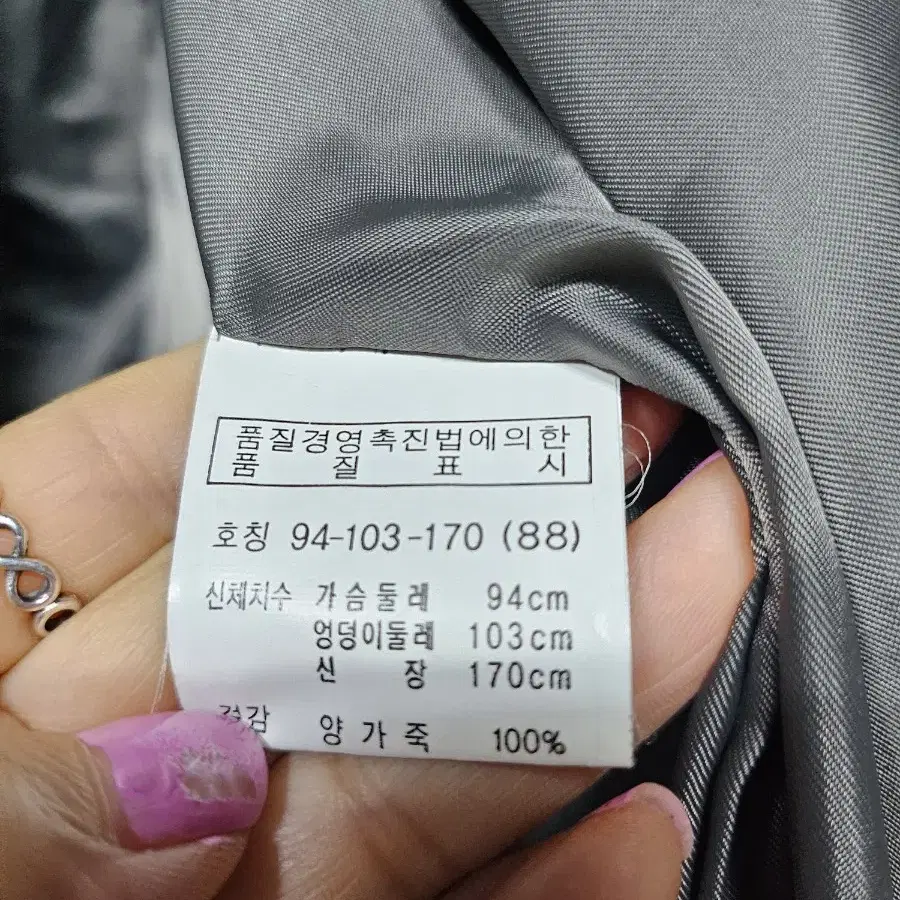 품질경영촉진법에의한
품 질 표 시
호칭 94-103-170 (88)
신체치수 가슴둘레 94cm
엉덩이둘레 103cm
신 장 170cm
겉감 양가죽 100%